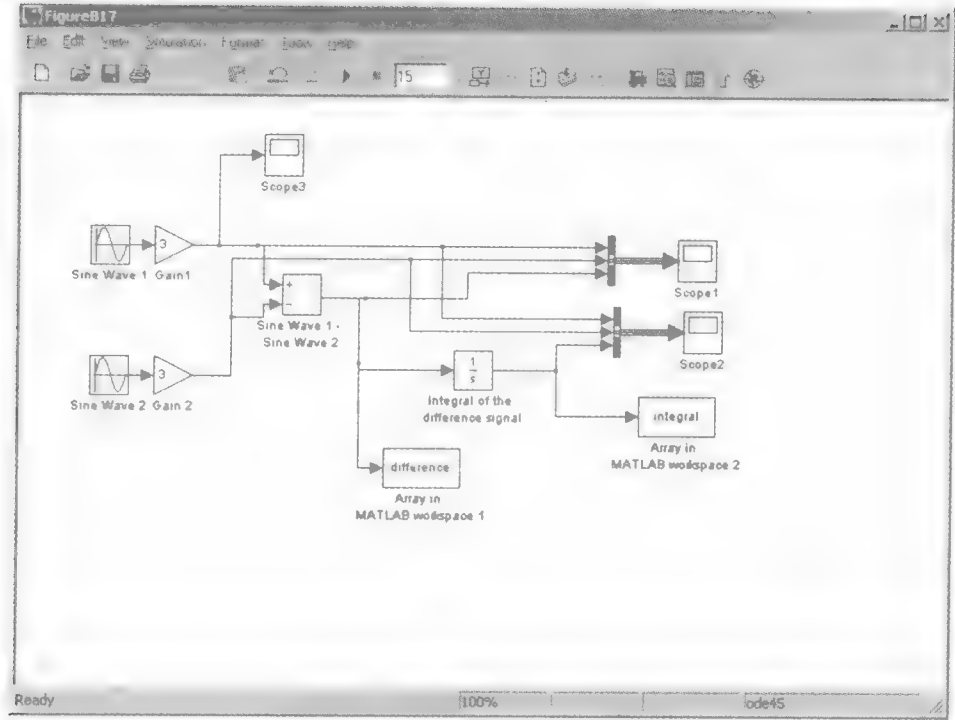 FigureB17
File Edit View Simulation Format Tools Help
15
Scope3
3
Sine Wave 1 Gain1
+
−
Sine Wave 1 -
Sine Wave 2
Scope1
Scope2
3
Sine Wave 2 Gain 2
1
s
Integral of the
difference signal
integral
Array in
MATLAB workspace 2
difference
Array in
MATLAB workspace 1
Ready 100% ode45